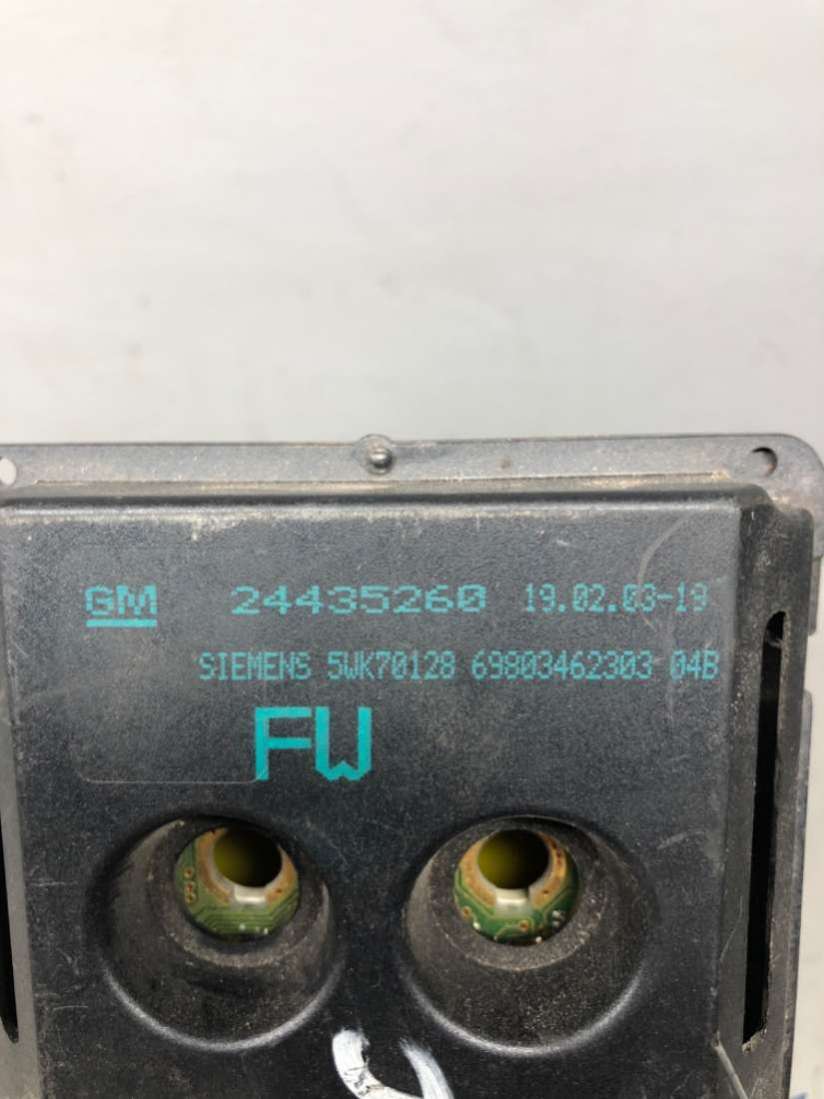 GM 24435260 19.02.03-19
SIEMENS 5WK70128 69803462303 04B
FW